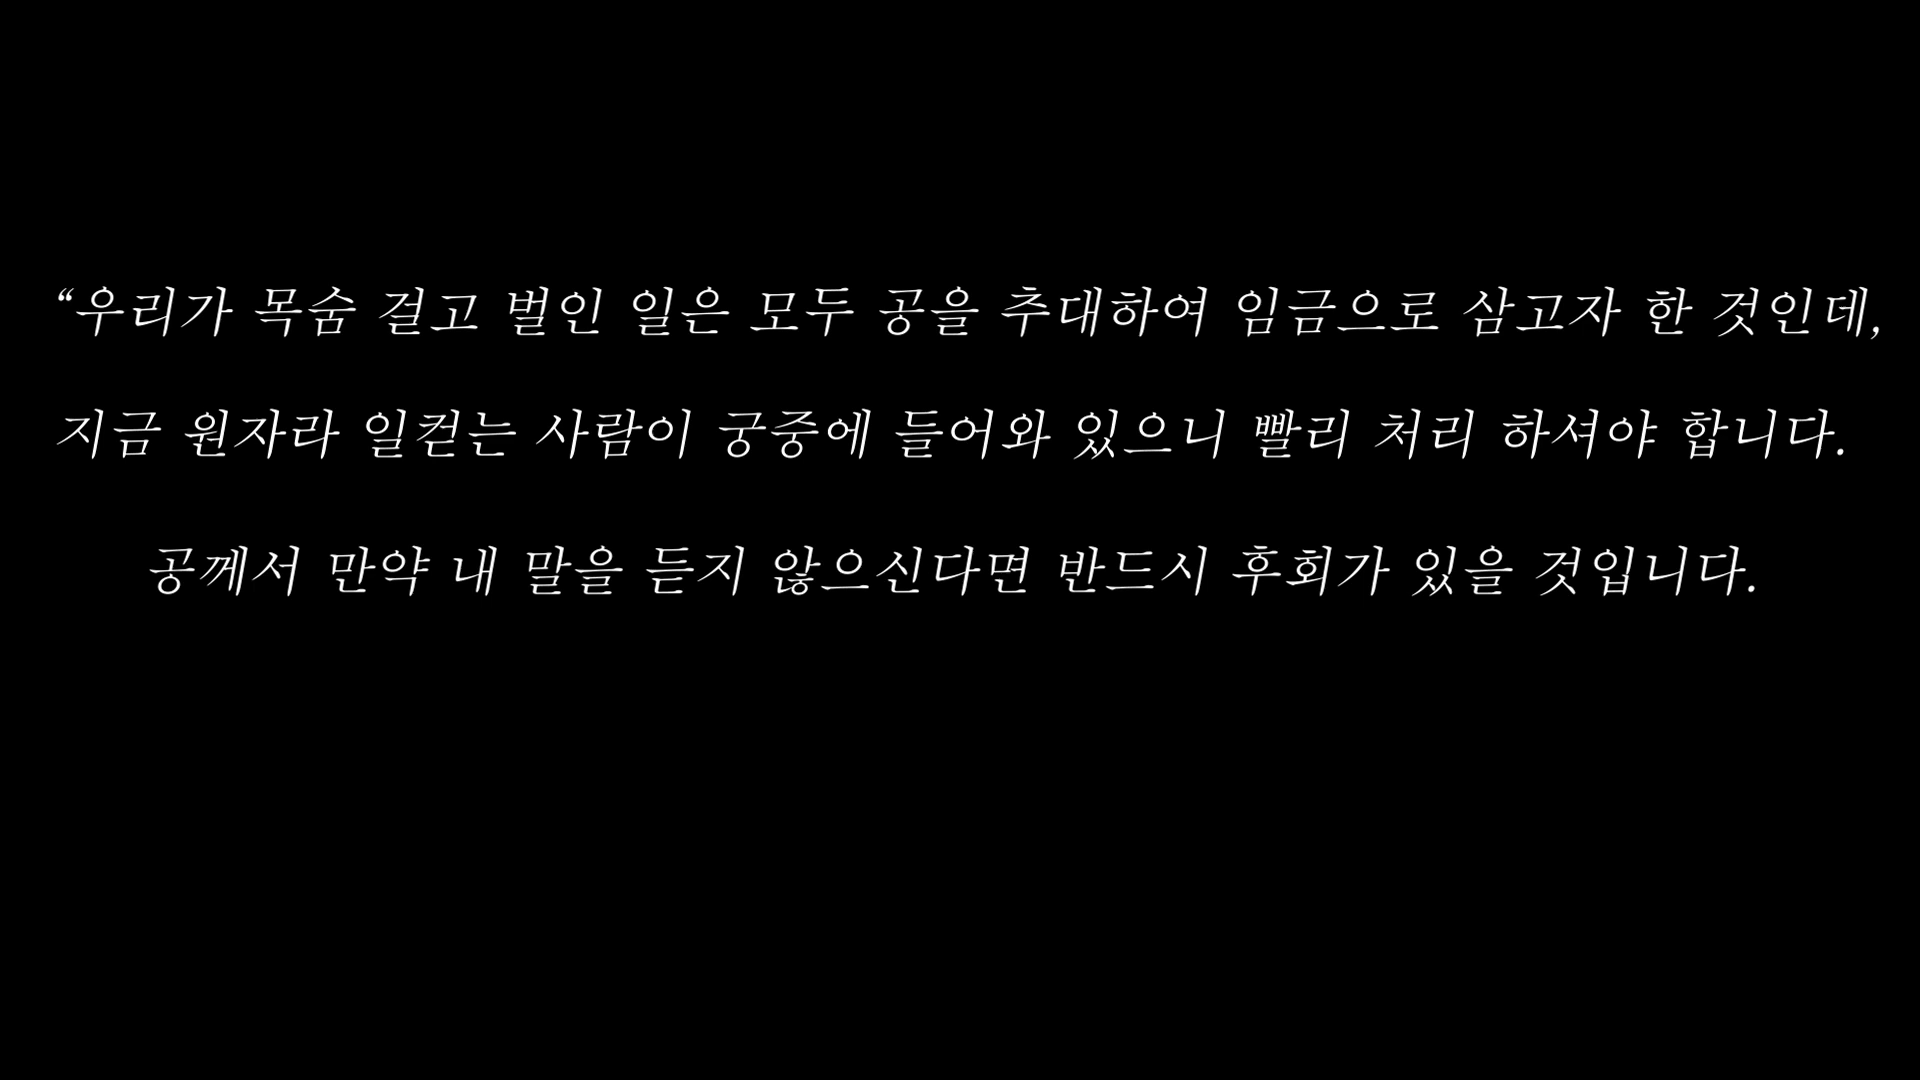 “우리가 목숨 걸고 벌인 일은 모두 공을 추대하여 임금으로 삼고자 한 것인데,
지금 원자라 일컫는 사람이 궁중에 들어와 있으니 빨리 처리 하셔야 합니다.
공께서 만약 내 말을 듣지 않으신다면 반드시 후회가 있을 것입니다.